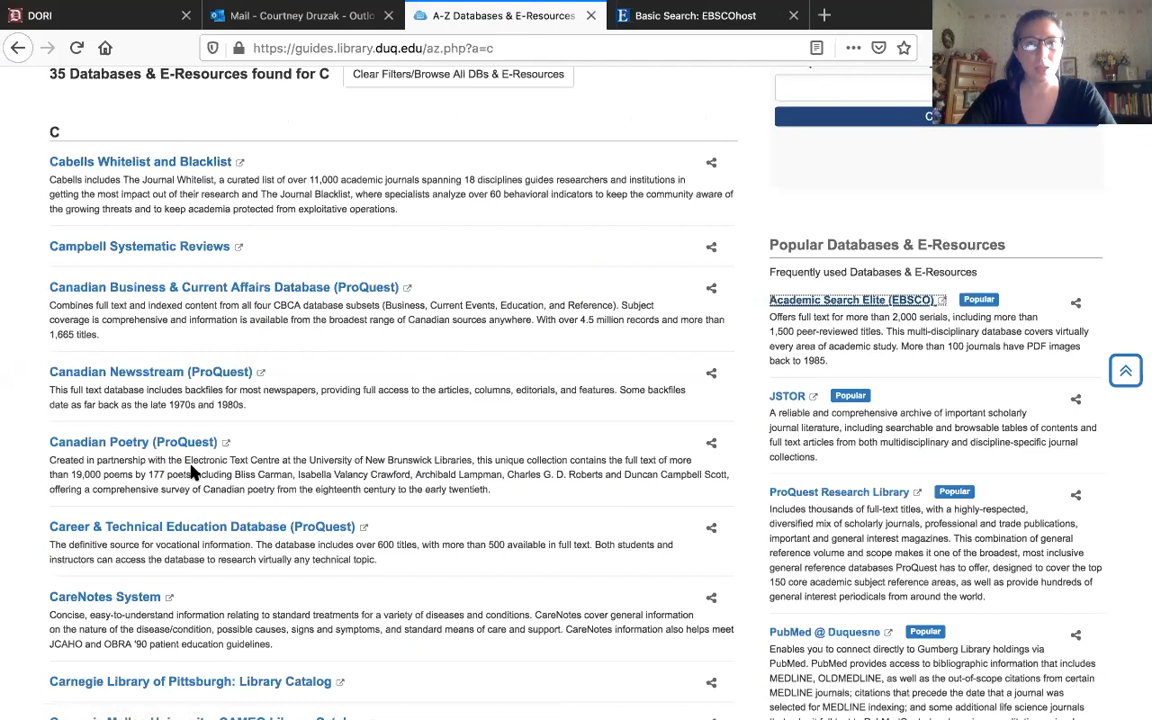 DORI
Mail - Courtney Druzak - Outlo
A-Z Databases & E-Resources
Basic Search: EBSCOhost
https://guides.library.duq.edu/az.php?a=c
35 Databases & E-Resources found for C
Clear Filters/Browse All DBs & E-Resources
C
Cabells Whitelist and Blacklist
Cabells includes The Journal Whitelist, a curated list of over 11,000 academic journals spanning 18 disciplines guides researchers and institutions in
getting the most impact out of their research and The Journal Blacklist, where specialists analyze over 60 behavioral indicators to keep the community aware of
the growing threats and to keep academia protected from exploitative operations.
Campbell Systematic Reviews
Canadian Business & Current Affairs Database (ProQuest)
Combines full text and indexed content from all four CBCA database subsets (Business, Current Events, Education, and Reference). Subject
coverage is comprehensive and information is available from the broadest range of Canadian sources anywhere. With over 4.5 million records and more than
1,665 titles.
Canadian Newsstream (ProQuest)
This full text database includes backfiles for most newspapers, providing full access to the articles, columns, editorials, and features. Some backfiles
date as far back as the late 1970s and 1980s.
Canadian Poetry (ProQuest)
Created in partnership with the Electronic Text Centre at the University of New Brunswick Libraries, this unique collection contains the full text of more
than 19,000 poems by 177 poets including Bliss Carman, Isabella Valancy Crawford, Archibald Lampman, Charles G. D. Roberts and Duncan Campbell Scott,
offering a comprehensive survey of Canadian poetry from the eighteenth century to the early twentieth.
Career & Technical Education Database (ProQuest)
The definitive source for vocational information. The database includes over 600 titles, with more than 500 available in full text. Both students and
instructors can access the database to research virtually any technical topic.
CareNotes System
Concise, easy-to-understand information relating to standard treatments for a variety of diseases and conditions. CareNotes cover general information
on the nature of the disease/condition, possible causes, signs and symptoms, and standard means of care and support. CareNotes information also helps meet
JCAHO and OBRA '90 patient education guidelines.
Carnegie Library of Pittsburgh: Library Catalog
C
Popular Databases & E-Resources
Frequently used Databases & E-Resources
Academic Search Elite (EBSCO) Popular
Offers full text for more than 2,000 serials, including more than
1,500 peer-reviewed titles. This multi-disciplinary database covers virtually
every area of academic study. More than 100 journals have PDF images
back to 1985.
JSTOR Popular
A reliable and comprehensive archive of important scholarly
journal literature, including searchable and browsable tables of contents and
full text articles from both multidisciplinary and discipline-specific journal
collections.
ProQuest Research Library Popular
Includes thousands of full-text titles, with a highly-respected,
diversified mix of scholarly journals, professional and trade publications,
important and general interest magazines. This combination of general
reference volume and scope makes it one of the broadest, most inclusive
general reference databases ProQuest has to offer, designed to cover the top
150 core academic subject reference areas, as well as provide hundreds of
general interest periodicals from around the world.
PubMed @ Duquesne Popular
Enables you to connect directly to Gumberg Library holdings via
PubMed. PubMed provides access to bibliographic information that includes
MEDLINE, OLDMEDLINE, as well as the out-of-scope citations from certain
MEDLINE journals; citations that precede the date that a journal was
selected for MEDLINE indexing; and some additional life science journals